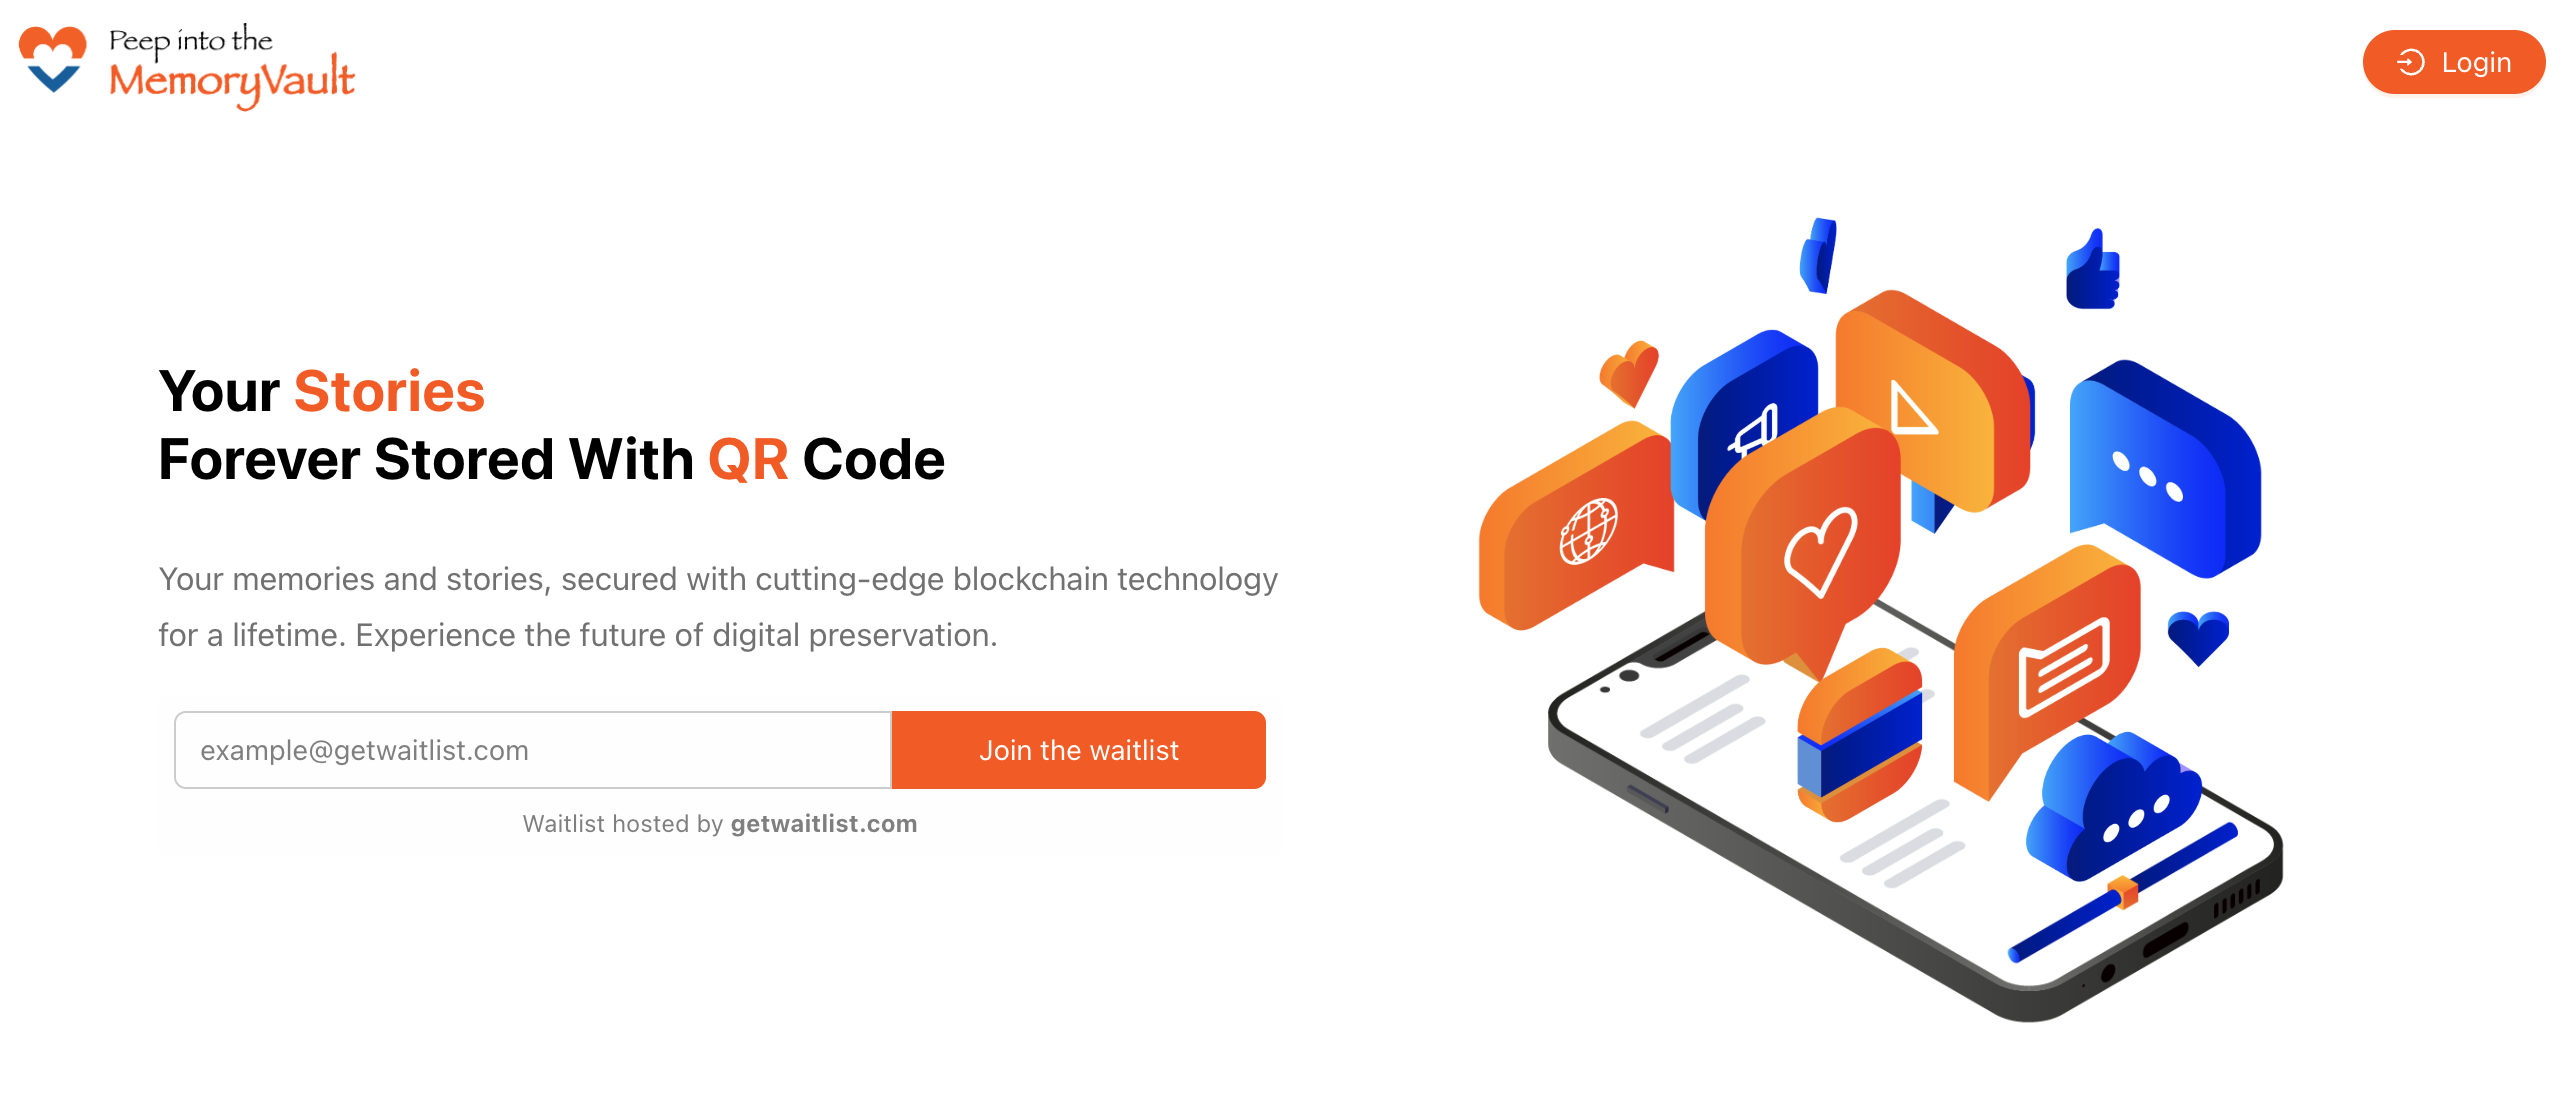 Peep into the
MemoryVault
Login
Your Stories
Forever Stored With QR Code
Your memories and stories, secured with cutting-edge blockchain technology
for a lifetime. Experience the future of digital preservation.
example@getwaitlist.com
Join the waitlist
Waitlist hosted by getwaitlist.com